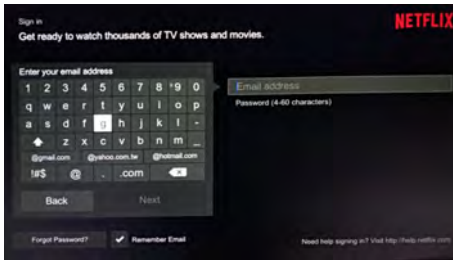 Sign in
NETFLIX
Get ready to watch thousands of TV shows and movies.
Enter your email address
1 2 3 4 5 6 7 8 9 0
q w e r t y u i o p
a s d f g h j k l -
z x c v b n m _
@gmail.com @yahoo.com.tw @hotmail.com
!#$ @ . .com
Back Next
Email address
Password (4-60 characters)
Forgot Password? Remember Email
Need help signing in? Visit http://help.netflix.com